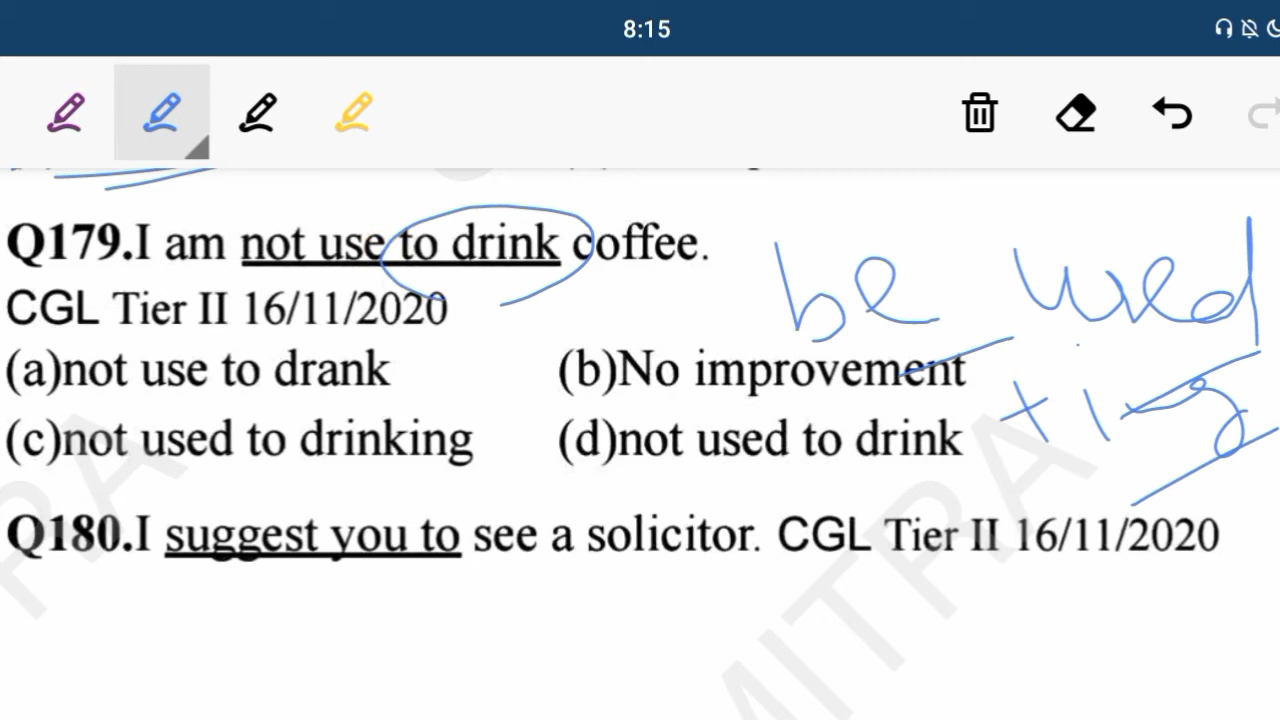 8:15
Q179.I am not use to drink coffee.
be used
CGL Tier II 16/11/2020
(a)not use to drank (b)No improvement
+ ing
(c)not used to drinking (d)not used to drink
Q180.I suggest you to see a solicitor. CGL Tier II 16/11/2020
MITRA